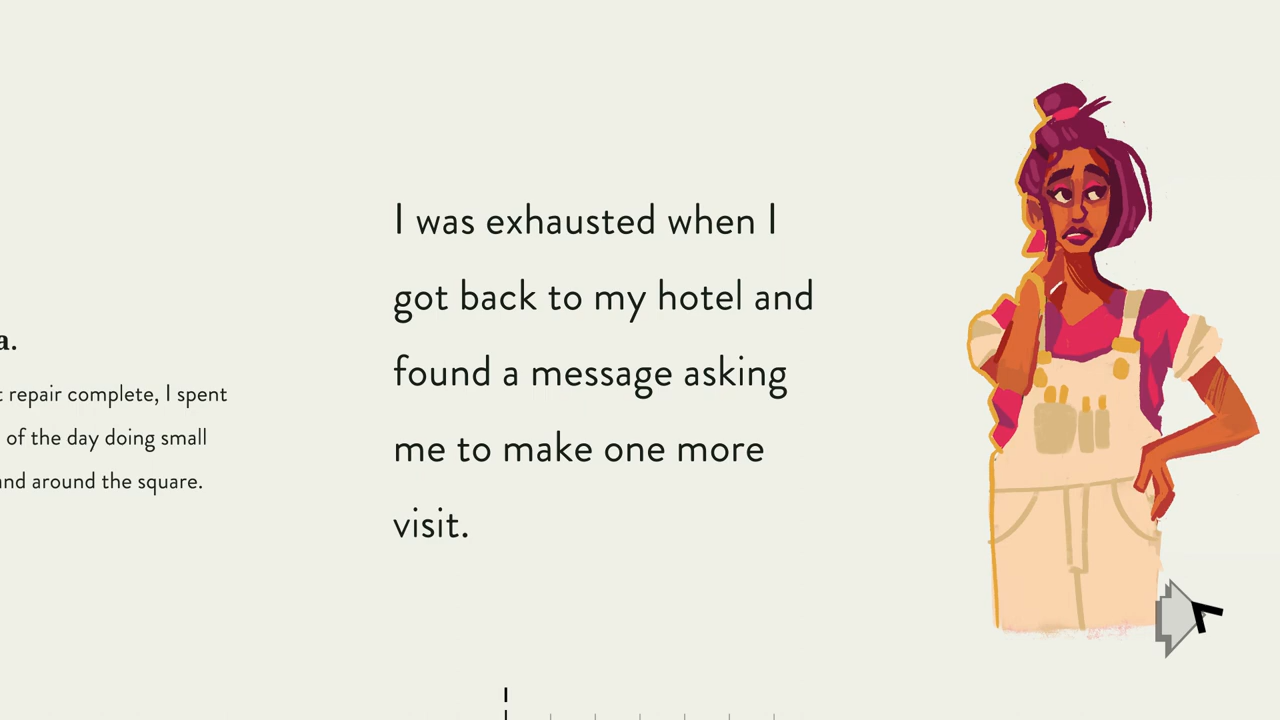 a.
repair complete, I spent
of the day doing small
and around the square.
I was exhausted when I
got back to my hotel and
found a message asking
me to make one more
visit.